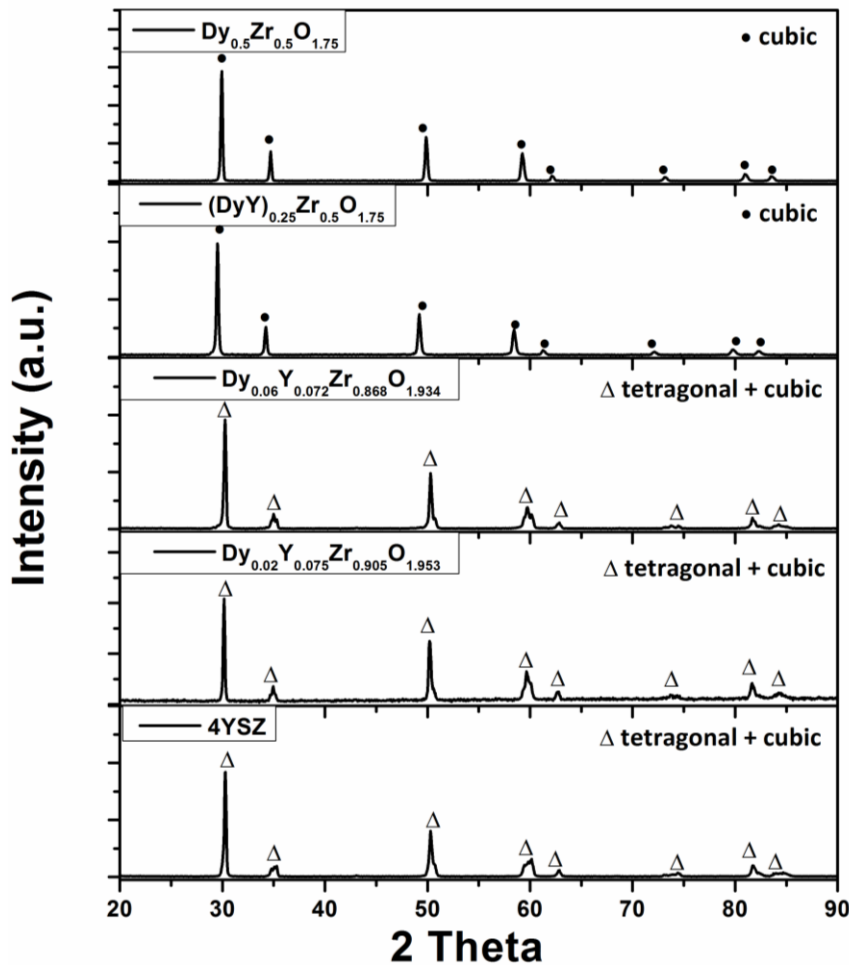 Intensity (a.u.)
Dy0.5Zr0.5O1.75
• cubic
(DyY)0.25Zr0.5O1.75
• cubic
Dy0.06Y0.072Zr0.868O1.934
Δ tetragonal + cubic
Dy0.02Y0.075Zr0.905O1.953
Δ tetragonal + cubic
4YSZ
Δ tetragonal + cubic
20 30 40 50 60 70 80 90
2 Theta